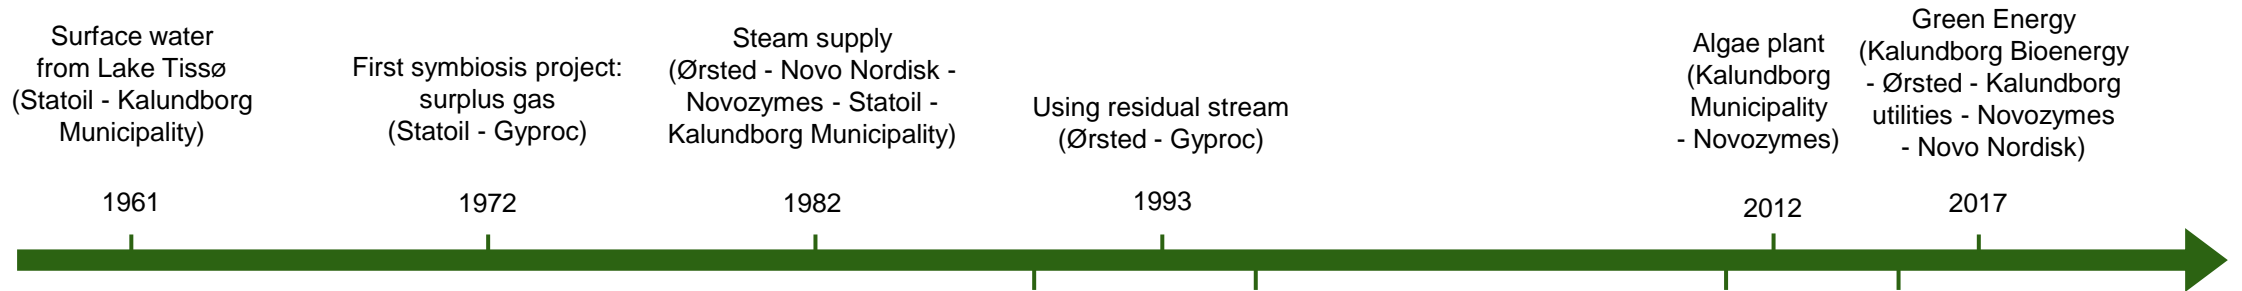 Surface water
from Lake Tissø
(Statoil - Kalundborg
Municipality)
1961
First symbiosis project:
surplus gas
(Statoil - Gyproc)
1972
Steam supply
(Ørsted - Novo Nordisk -
Novozymes - Statoil -
Kalundborg Municipality)
1982
Using residual stream
(Ørsted - Gyproc)
1993
Algae plant
(Kalundborg
Municipality
- Novozymes)
2012
Green Energy
(Kalundborg Bioenergy
- Ørsted - Kalundborg
utilities - Novozymes
- Novo Nordisk)
2017